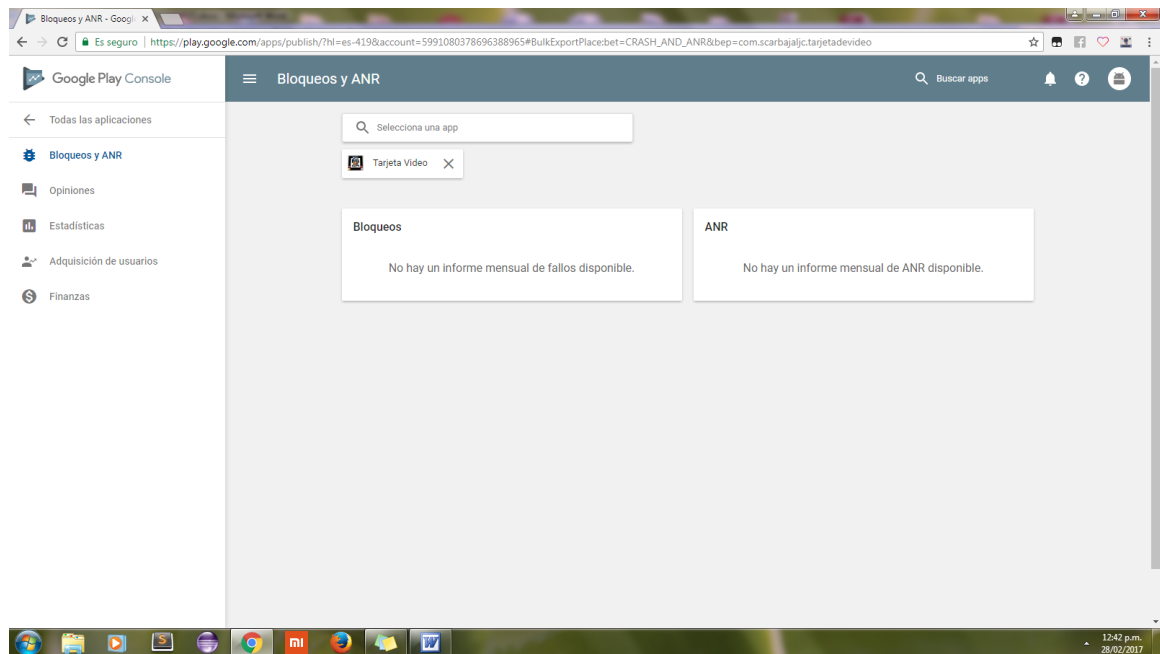 Bloqueos y ANR - Googl
Es seguro | https://play.google.com/apps/publish/?hl=es-419&account=5991080378696388965#BulkExportPlace:bet=CRASH_AND_ANR&bep=com.scarbajaljc.tarjetadevideo
Google Play Console
Bloqueos y ANR
Buscar apps
Todas las aplicaciones
Bloqueos y ANR
Opiniones
Estadísticas
Adquisición de usuarios
Finanzas
Selecciona una app
Tarjeta Video
Bloqueos
No hay un informe mensual de fallos disponible.
ANR
No hay un informe mensual de ANR disponible.
12:42 p.m.
28/02/2017